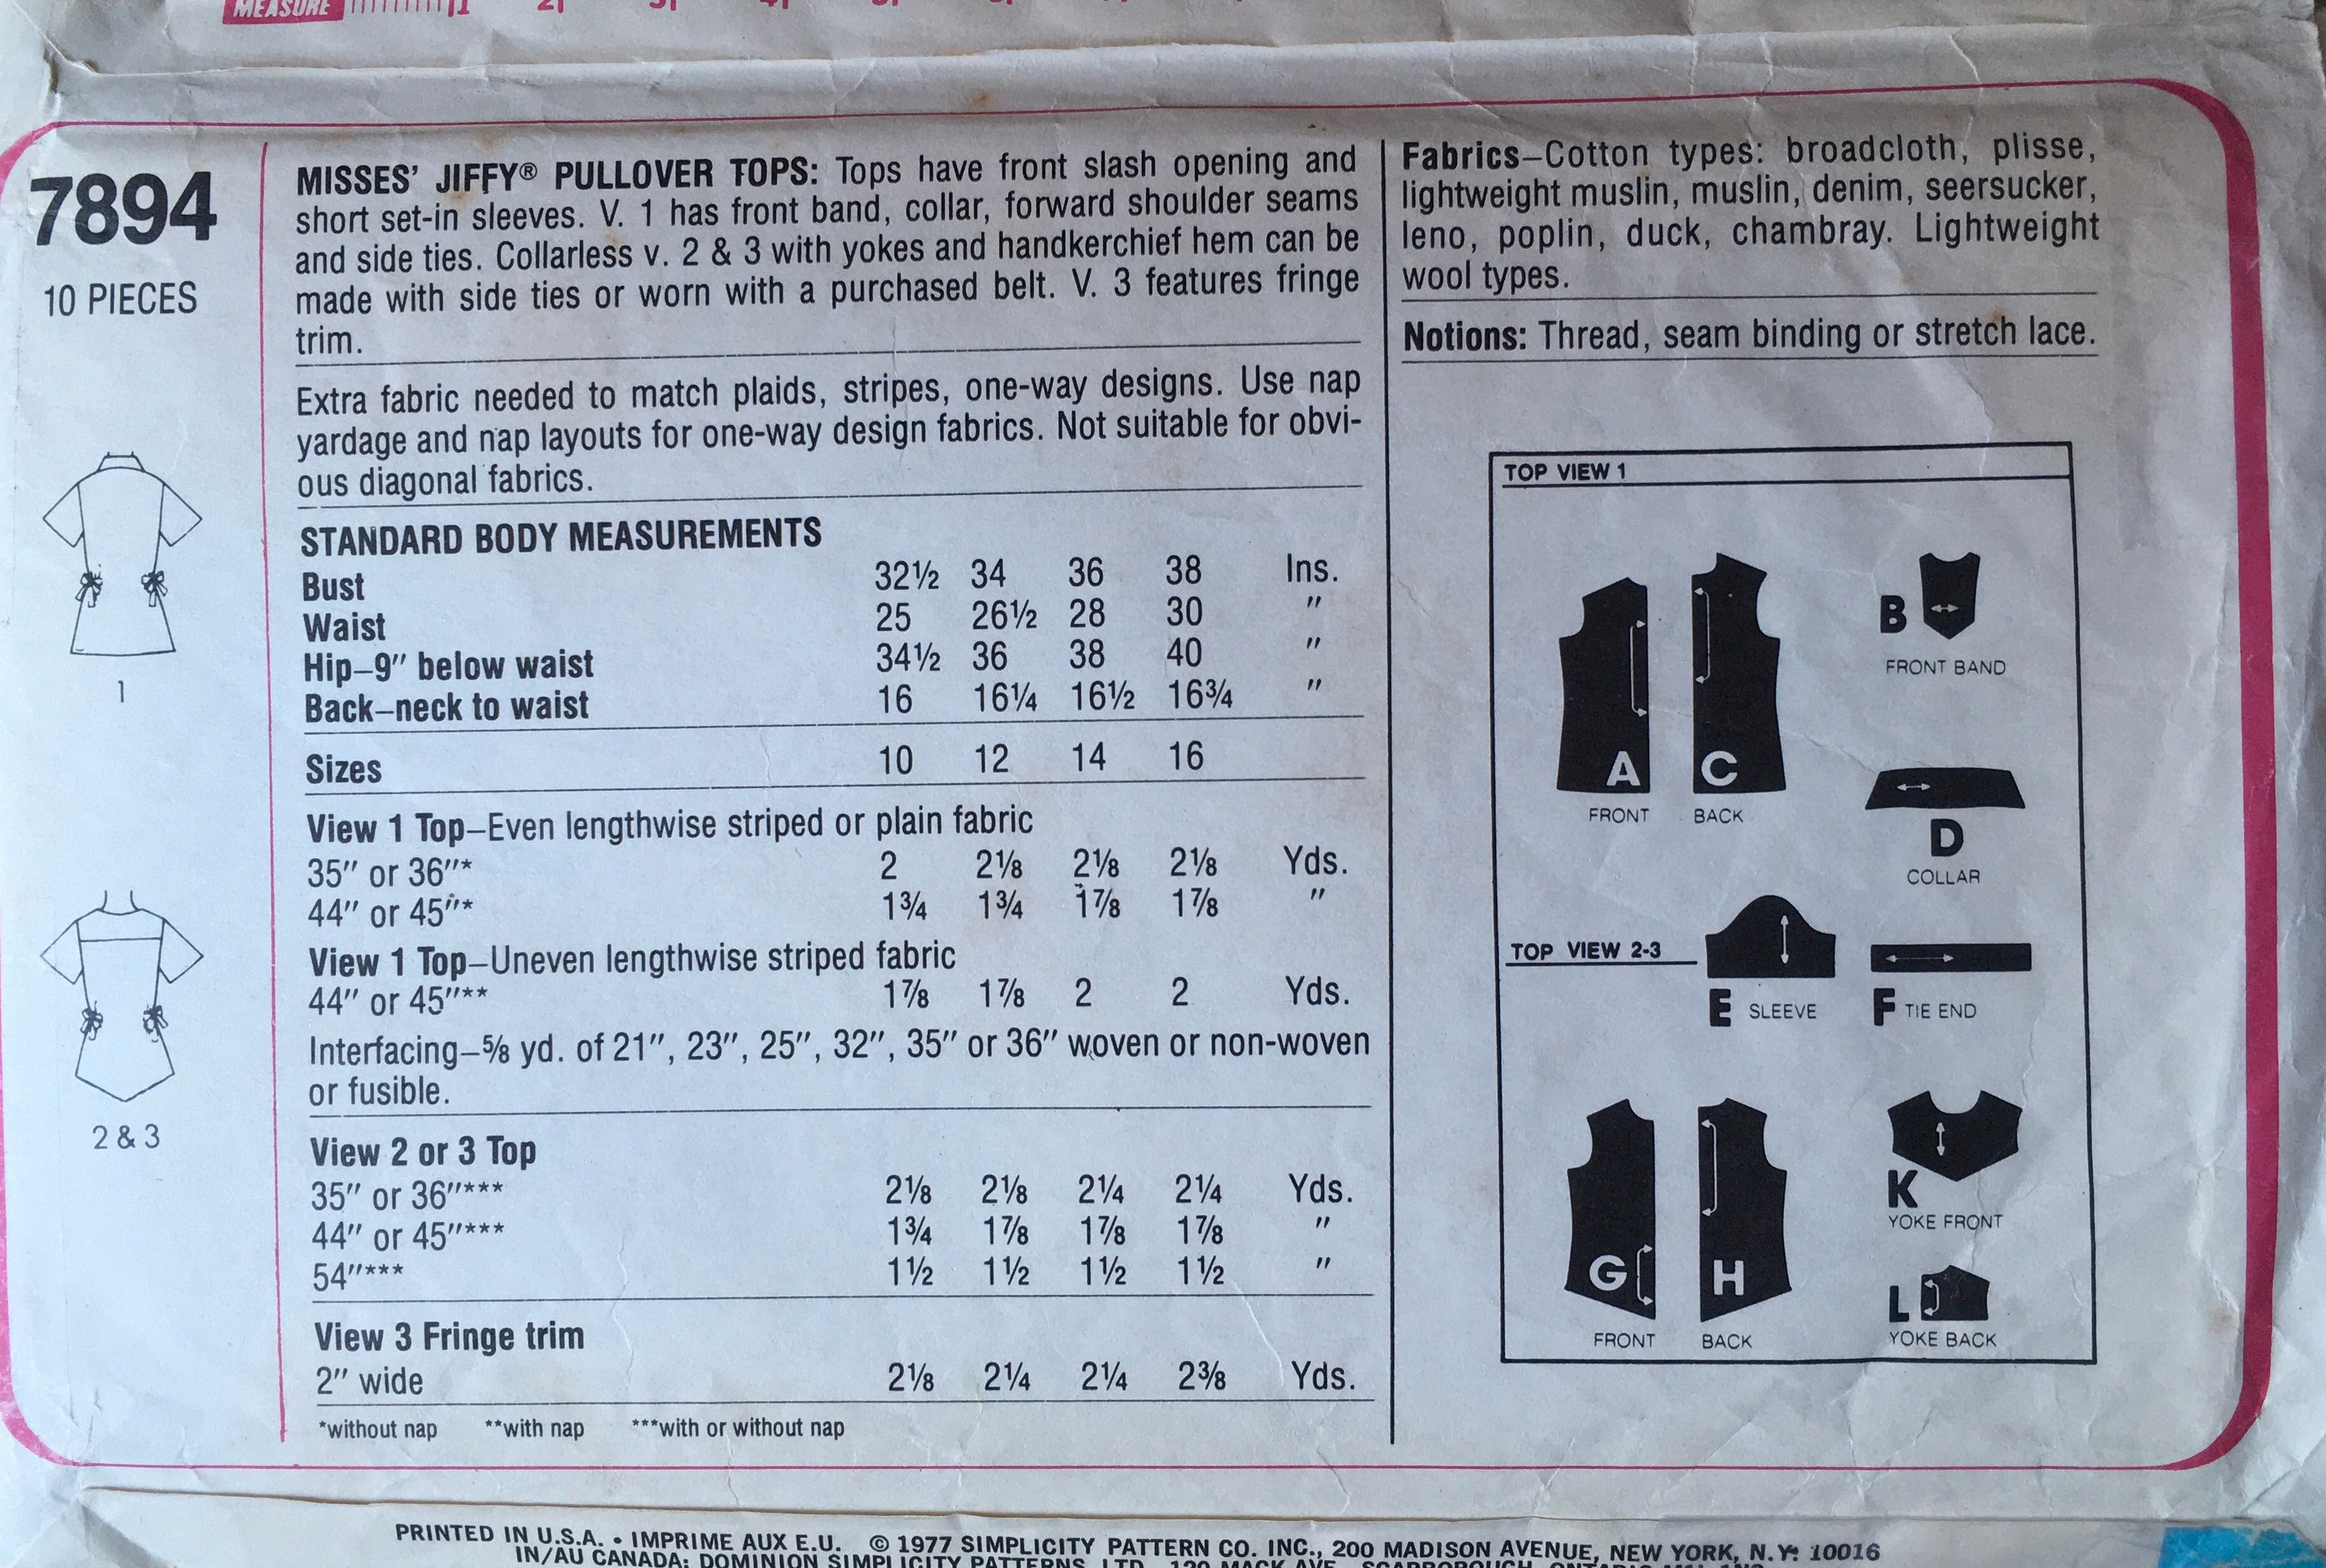 MEASURE 1 2 3
7894
10 PIECES
1
2 & 3
MISSES' JIFFY® PULLOVER TOPS: Tops have front slash opening and
short set-in sleeves. V. 1 has front band, collar, forward shoulder seams
and side ties. Collarless v. 2 & 3 with yokes and handkerchief hem can be
made with side ties or worn with a purchased belt. V. 3 features fringe
trim.
Extra fabric needed to match plaids, stripes, one-way designs. Use nap
yardage and nap layouts for one-way design fabrics. Not suitable for obvi-
ous diagonal fabrics.
STANDARD BODY MEASUREMENTS
Bust 32½ 34 36 38 Ins.
Waist 25 26½ 28 30 "
Hip–9" below waist 34½ 36 38 40 "
Back–neck to waist 16 16¼ 16½ 16¾ "
Sizes 10 12 14 16
View 1 Top–Even lengthwise striped or plain fabric
35" or 36"* 2 2⅛ 2⅛ 2⅛ Yds.
44" or 45"* 1¾ 1¾ 1⅞ 1⅞ "
View 1 Top–Uneven lengthwise striped fabric
44" or 45"** 1⅞ 1⅞ 2 2 Yds.
Interfacing–⅝ yd. of 21", 23", 25", 32", 35" or 36" woven or non-woven
or fusible.
View 2 or 3 Top
35" or 36"*** 2⅛ 2⅛ 2¼ 2¼ Yds.
44" or 45"*** 1¾ 1⅞ 1⅞ 1⅞ "
54"*** 1½ 1½ 1½ 1½ "
View 3 Fringe trim
2" wide 2⅛ 2¼ 2¼ 2⅜ Yds.
*without nap **with nap ***with or without nap
Fabrics–Cotton types: broadcloth, plisse,
lightweight muslin, muslin, denim, seersucker,
leno, poplin, duck, chambray. Lightweight
wool types.
Notions: Thread, seam binding or stretch lace.
TOP VIEW 1
A
FRONT
C
BACK
B
FRONT BAND
D
COLLAR
TOP VIEW 2-3
E SLEEVE
F TIE END
G
FRONT
H
BACK
K
YOKE FRONT
L
YOKE BACK
PRINTED IN U.S.A. • IMPRIME AUX E.U. © 1977 SIMPLICITY PATTERN CO. INC., 200 MADISON AVENUE, NEW YORK, N.Y. 10016
IN/AU CANADA: DOMINION SIMPLICITY PATTERNS, LTD., 120 MACK AVE., SCARBOROUGH, ONTARIO